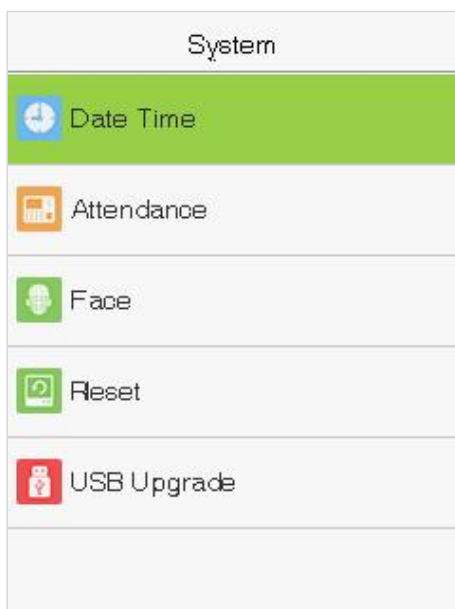 System
Date Time
Attendance
Face
Reset
USB Upgrade